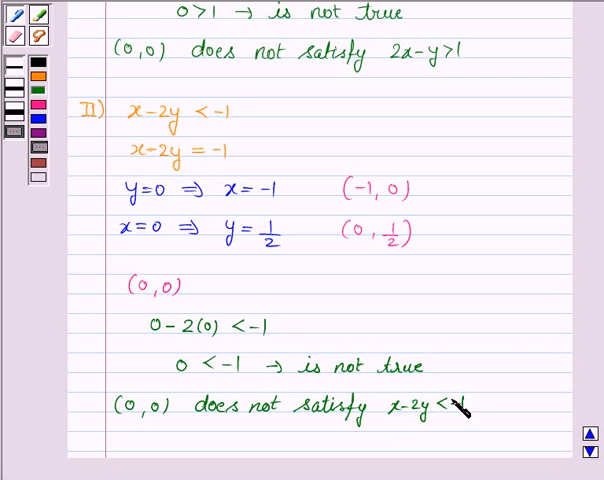 0>1 → is not true
(0,0) does not satisfy 2x-y>1
II) x-2y < -1
x-2y = -1
y=0 ⇒ x = -1 (-1, 0)
x=0 ⇒ y = 1/2 (0, 1/2)
(0,0)
0-2(0) < -1
0 < -1 → is not true
(0,0) does not satisfy x-2y < -1